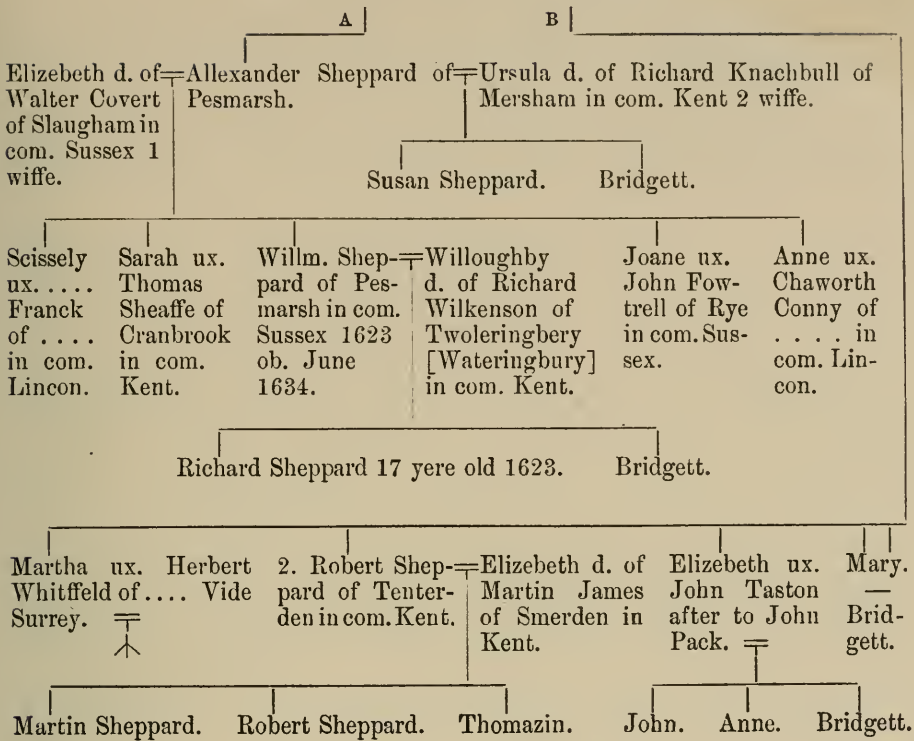 A B
Elizebeth d. of Walter Covert of Slaugham in com. Sussex 1 wiffe.
Allexander Sheppard of Pesmarsh.
Ursula d. of Richard Knachbull of Mersham in com. Kent 2 wiffe.
Susan Sheppard. Bridgett.
Scissely ux. .... Franck of .... in com. Lincon.
Sarah ux. Thomas Sheaffe of Cranbrook in com. Kent.
Willm. Sheppard of Pesmarsh in com. Sussex 1623 ob. June 1634.
Willoughby d. of Richard Wilkenson of Twoleringbery [Wateringbury] in com. Kent.
Joane ux. John Fowtrell of Rye in com. Sussex.
Anne ux. Chaworth Conny of .... in com. Lincon.
Richard Sheppard 17 yere old 1623. Bridgett.
Martha ux. Herbert Whitffeld of .... Vide Surrey.
2. Robert Sheppard of Tenterden in com. Kent.
Elizebeth d. of Martin James of Smerden in Kent.
Elizebeth ux. John Taston after to John Pack.
Mary. — Bridgett.
Martin Sheppard. Robert Sheppard. Thomazin. John. Anne. Bridgett.